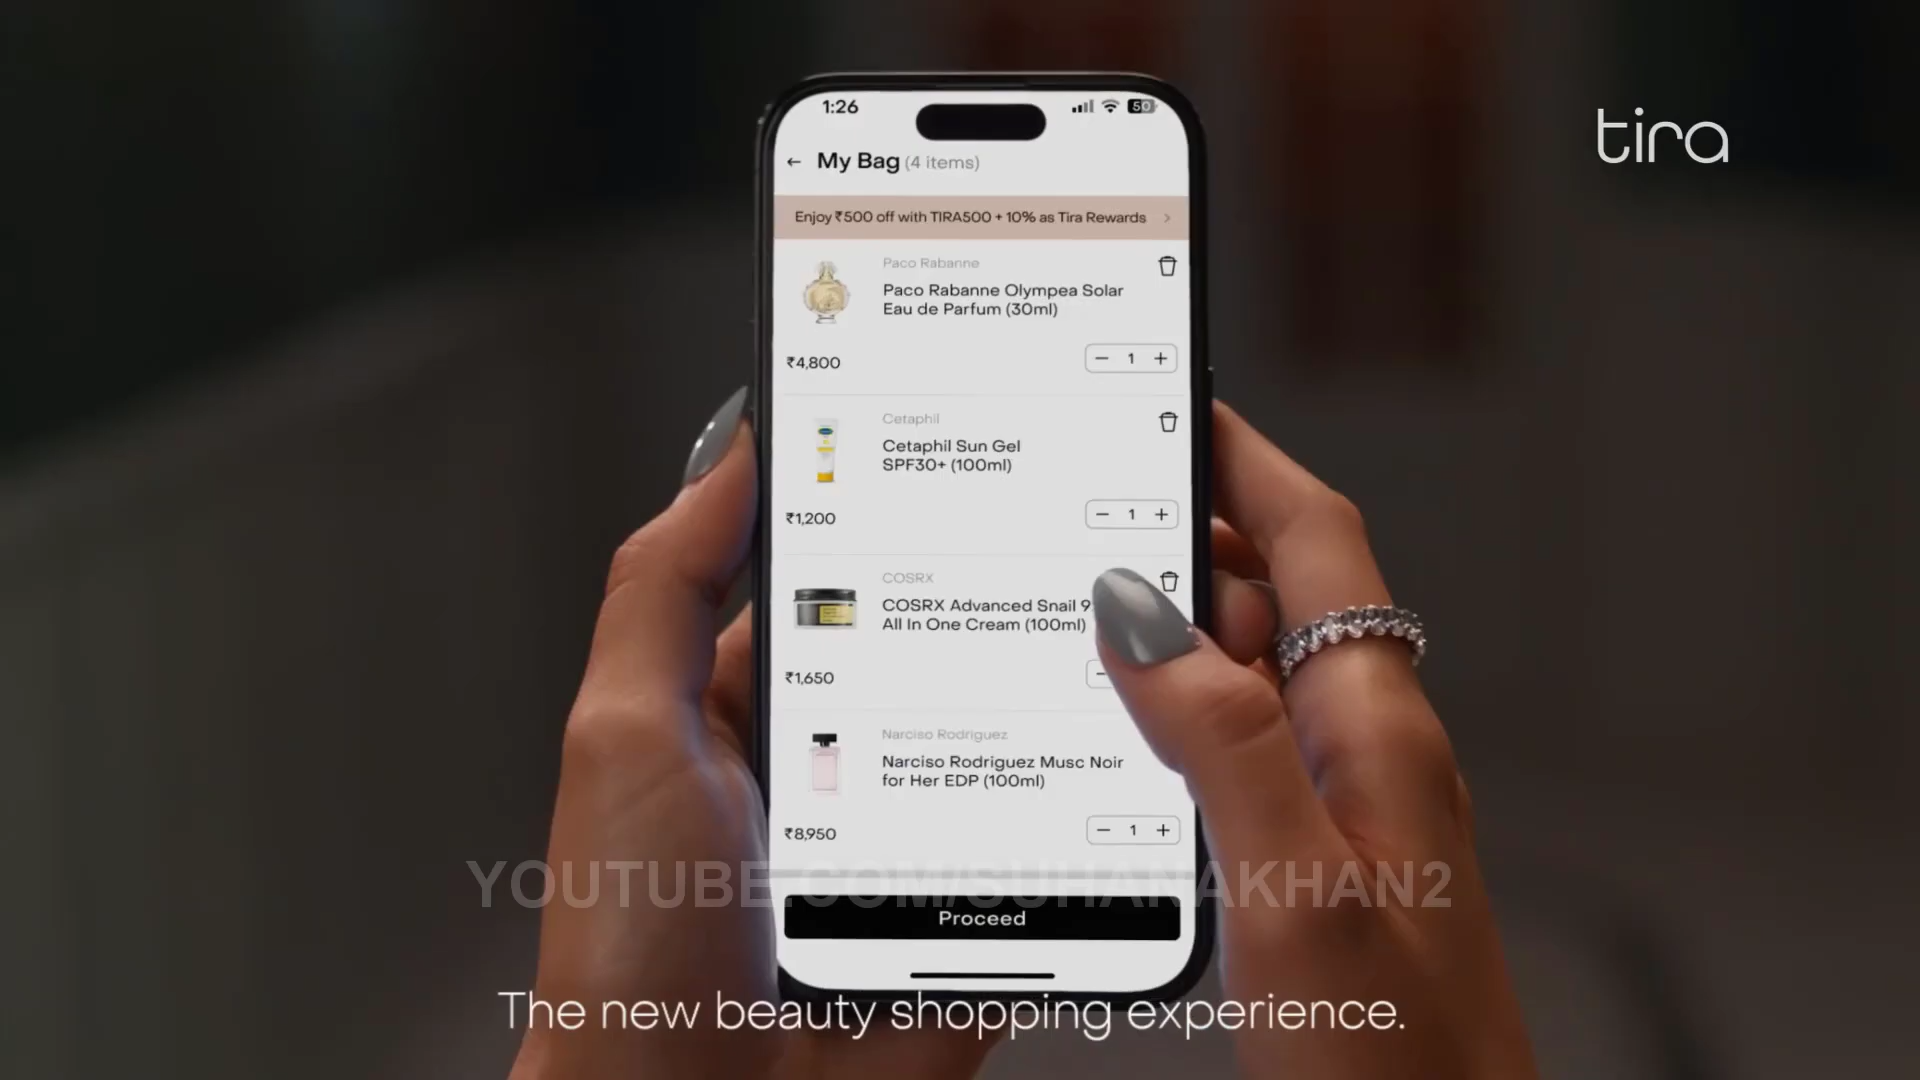 1:26
50
tira
My Bag (4 items)
Enjoy ₹500 off with TIRA500 + 10% as Tira Rewards
Paco Rabanne
Paco Rabanne Olympea Solar
Eau de Parfum (30ml)
₹4,800
1
Cetaphil
Cetaphil Sun Gel
SPF30+ (100ml)
₹1,200
1
COSRX
COSRX Advanced Snail 9
All In One Cream (100ml)
₹1,650
Narciso Rodriguez
Narciso Rodriguez Musc Noir
for Her EDP (100ml)
₹8,950
1
YOUTUBE.COM/SUHANAKHAN2
Proceed
The new beauty shopping experience.